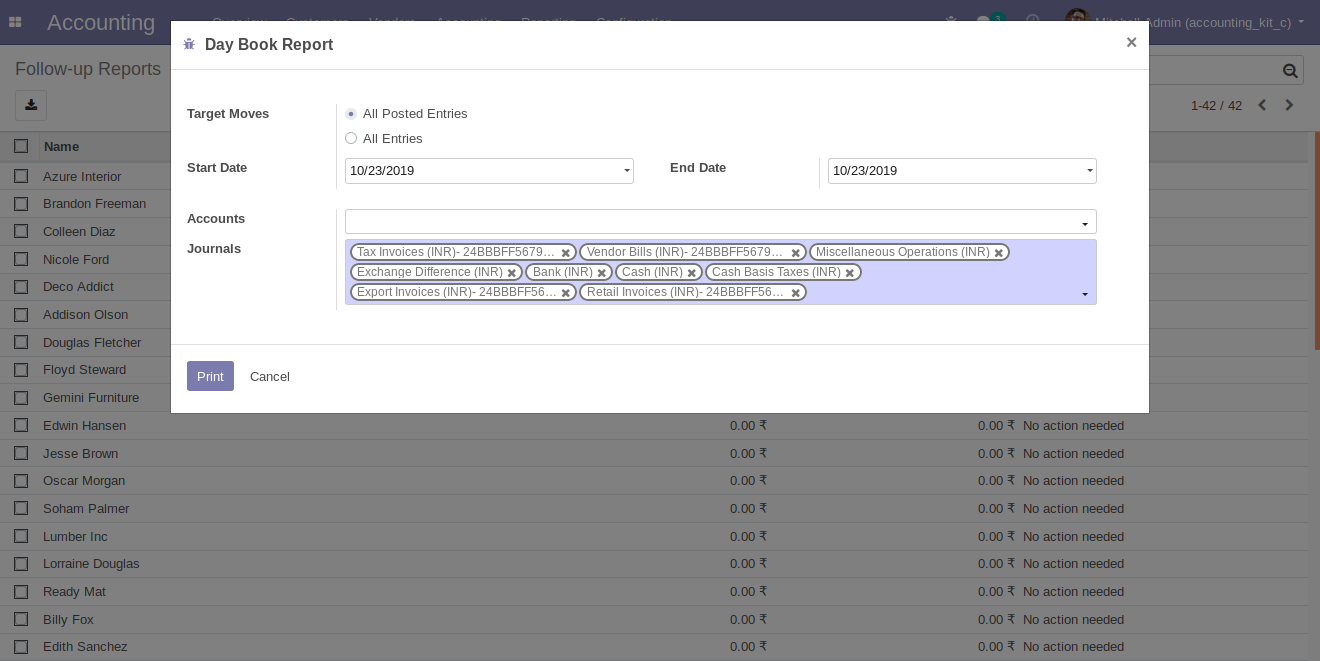 Accounting Overview Customers Vendors Accounting Reporting Configuration 3 Mitchell Admin (accounting_kit_c)
Day Book Report ×
Follow-up Reports
1-42 / 42
Target Moves All Posted Entries
All Entries
Start Date 10/23/2019 End Date 10/23/2019
Accounts
Journals Tax Invoices (INR)- 24BBBFF5679... Vendor Bills (INR)- 24BBBFF5679... Miscellaneous Operations (INR)
Exchange Difference (INR) Bank (INR) Cash (INR) Cash Basis Taxes (INR)
Export Invoices (INR)- 24BBBFF56... Retail Invoices (INR)- 24BBBFF56...
Print Cancel
Name
Azure Interior
Brandon Freeman
Colleen Diaz
Nicole Ford
Deco Addict
Addison Olson
Douglas Fletcher
Floyd Steward
Gemini Furniture
Edwin Hansen 0.00 ₹ 0.00 ₹ No action needed
Jesse Brown 0.00 ₹ 0.00 ₹ No action needed
Oscar Morgan 0.00 ₹ 0.00 ₹ No action needed
Soham Palmer 0.00 ₹ 0.00 ₹ No action needed
Lumber Inc 0.00 ₹ 0.00 ₹ No action needed
Lorraine Douglas 0.00 ₹ 0.00 ₹ No action needed
Ready Mat 0.00 ₹ 0.00 ₹ No action needed
Billy Fox 0.00 ₹ 0.00 ₹ No action needed
Edith Sanchez 0.00 ₹ 0.00 ₹ No action needed